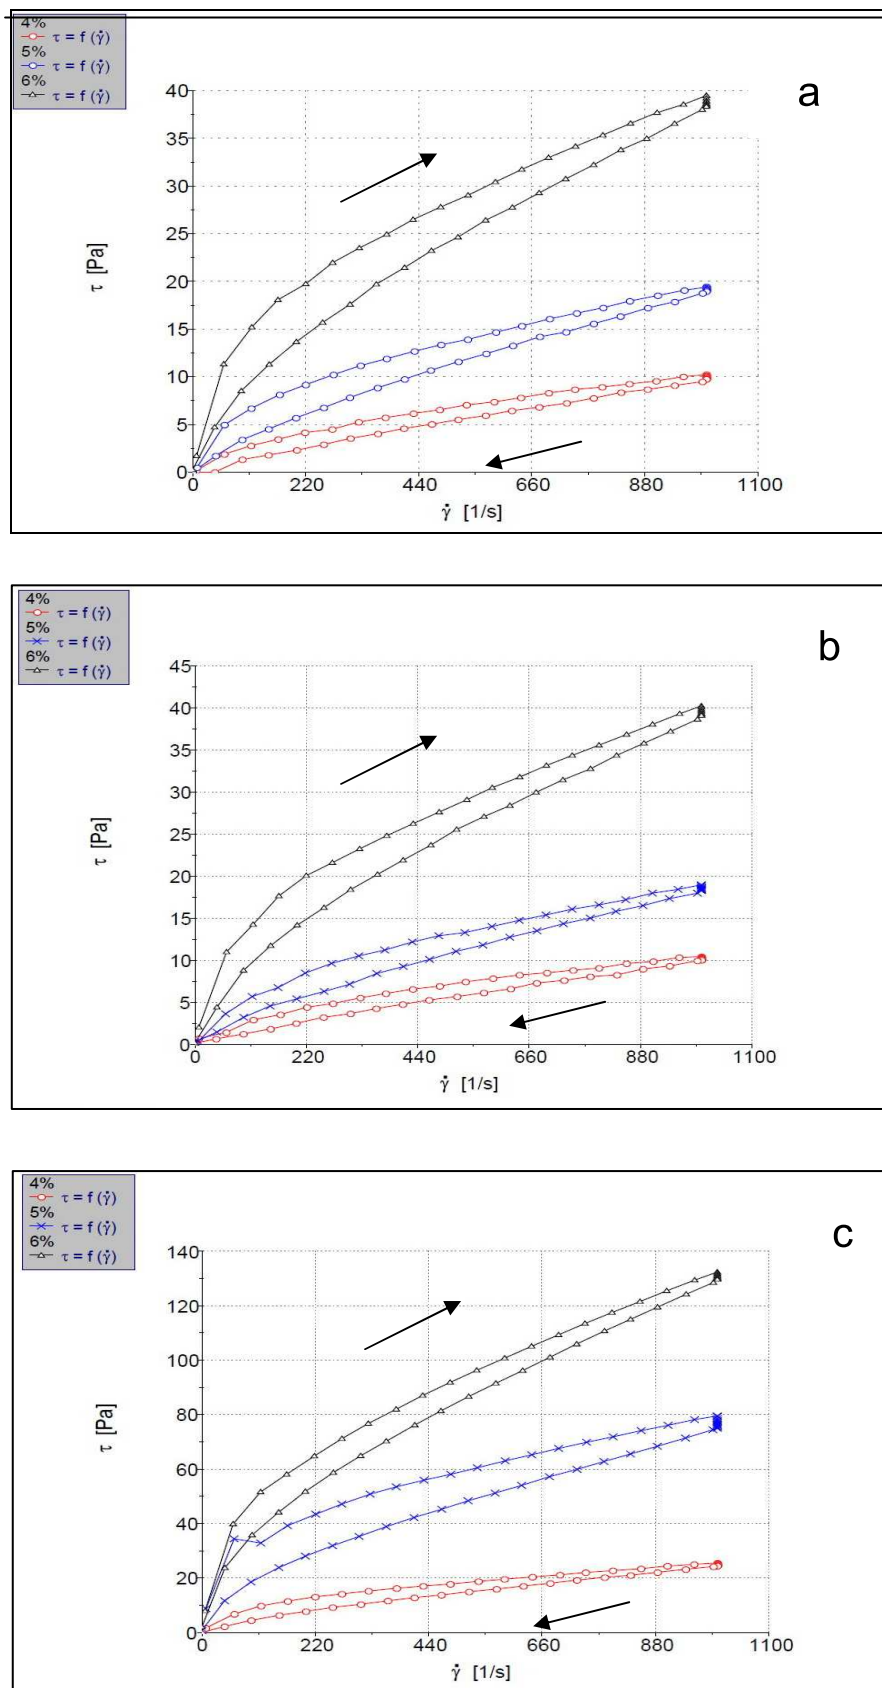 4%
τ = f (γ̇)
5%
τ = f (γ̇)
6%
τ = f (γ̇)
a
40
35
30
25
20
15
10
5
0
τ [Pa]
0 220 440 660 880 1100
γ̇ [1/s]
4%
τ = f (γ̇)
5%
τ = f (γ̇)
6%
τ = f (γ̇)
b
45
40
35
30
25
20
15
10
5
0
τ [Pa]
0 220 440 660 880 1100
γ̇ [1/s]
4%
τ = f (γ̇)
5%
τ = f (γ̇)
6%
τ = f (γ̇)
c
140
120
100
80
60
40
20
0
τ [Pa]
0 220 440 660 880 1100
γ̇ [1/s]